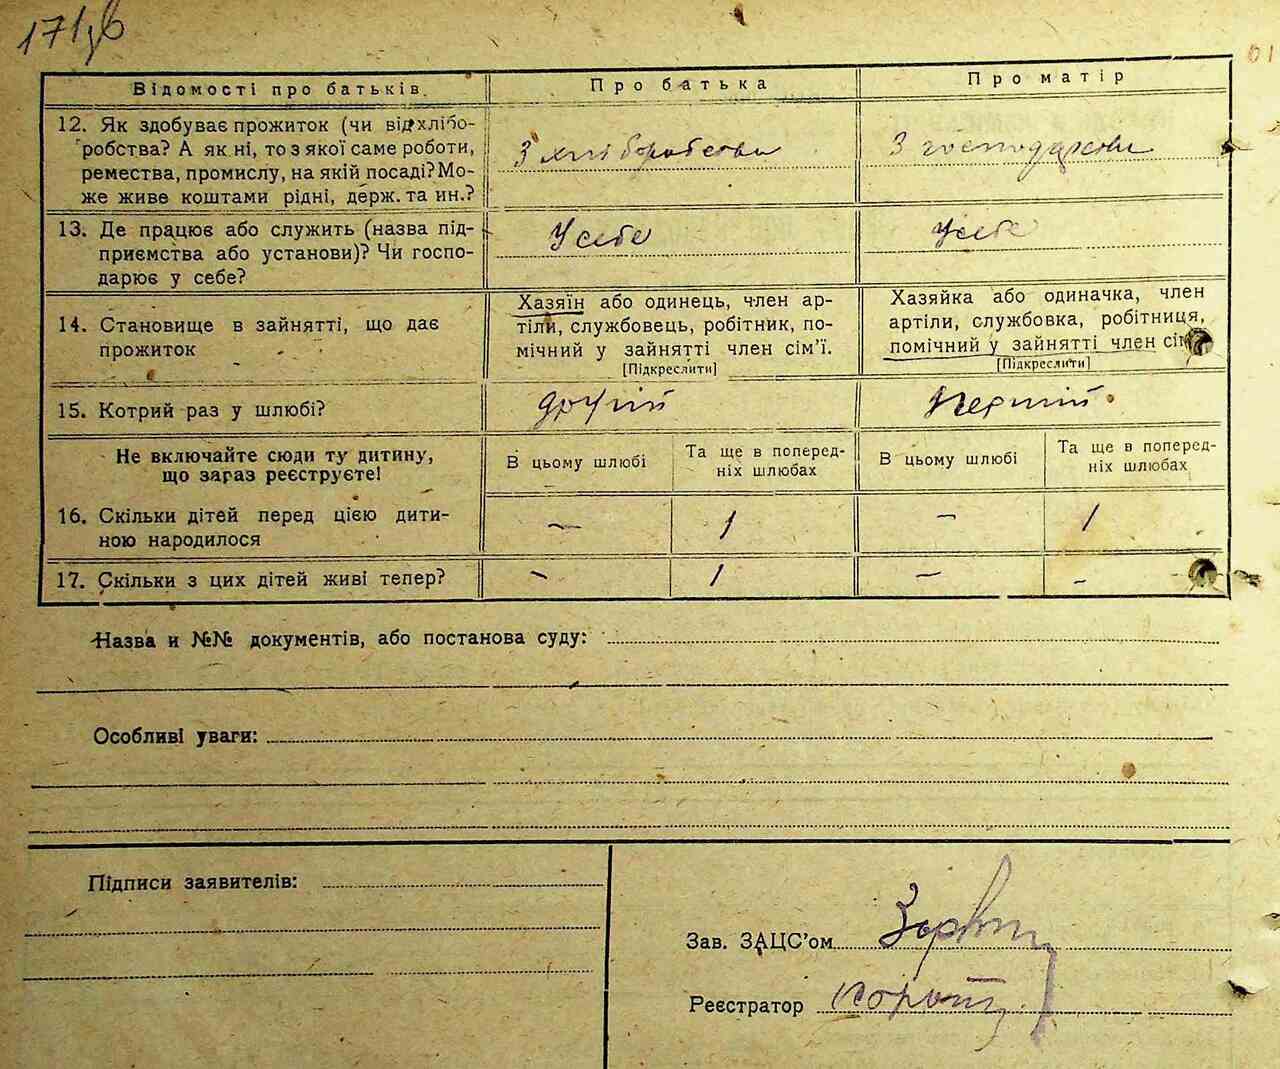 171зв
01
Відомості про батьків.
Про батька
Про матір
12. Як здобуває прожиток (чи від хлібо-
робства? А як ні, то з якої саме роботи,
ремества, промислу, на якій посаді? Мо-
же живе коштами рідні, держ. та ин.?
З хліборобства
З господарства
13. Де працює або служить (назва під-
приємства або установи)? Чи госпо-
дарює у себе?
У себе
У себе
14. Становище в зайнятті, що дає
прожиток
Хазяїн або одинець, член ар-
тіли, службовець, робітник, по-
мічний у зайнятті член сім'ї.
[Підкреслити]
Хазяйка або одиначка, член
артіли, службовка, робітниця,
помічний у зайнятті член сім
[Підкреслити]
15. Котрий раз у шлюбі?
другий
Перший
Не включайте сюди ту дитину,
що зараз реєструєте!
В цьому шлюбі
Та ще в поперед-
ніх шлюбах
В цьому шлюбі
Та ще в поперед-
ніх шлюбах
16. Скільки дітей перед цією дити-
ною народилося
— 1 — 1
17. Скільки з цих дітей живі тепер?
— 1 — —
Назва и №№ документів, або постанова суду:
Особливі уваги:
Підписи заявителів:
Зав. ЗАЦС'ом
Реєстратор